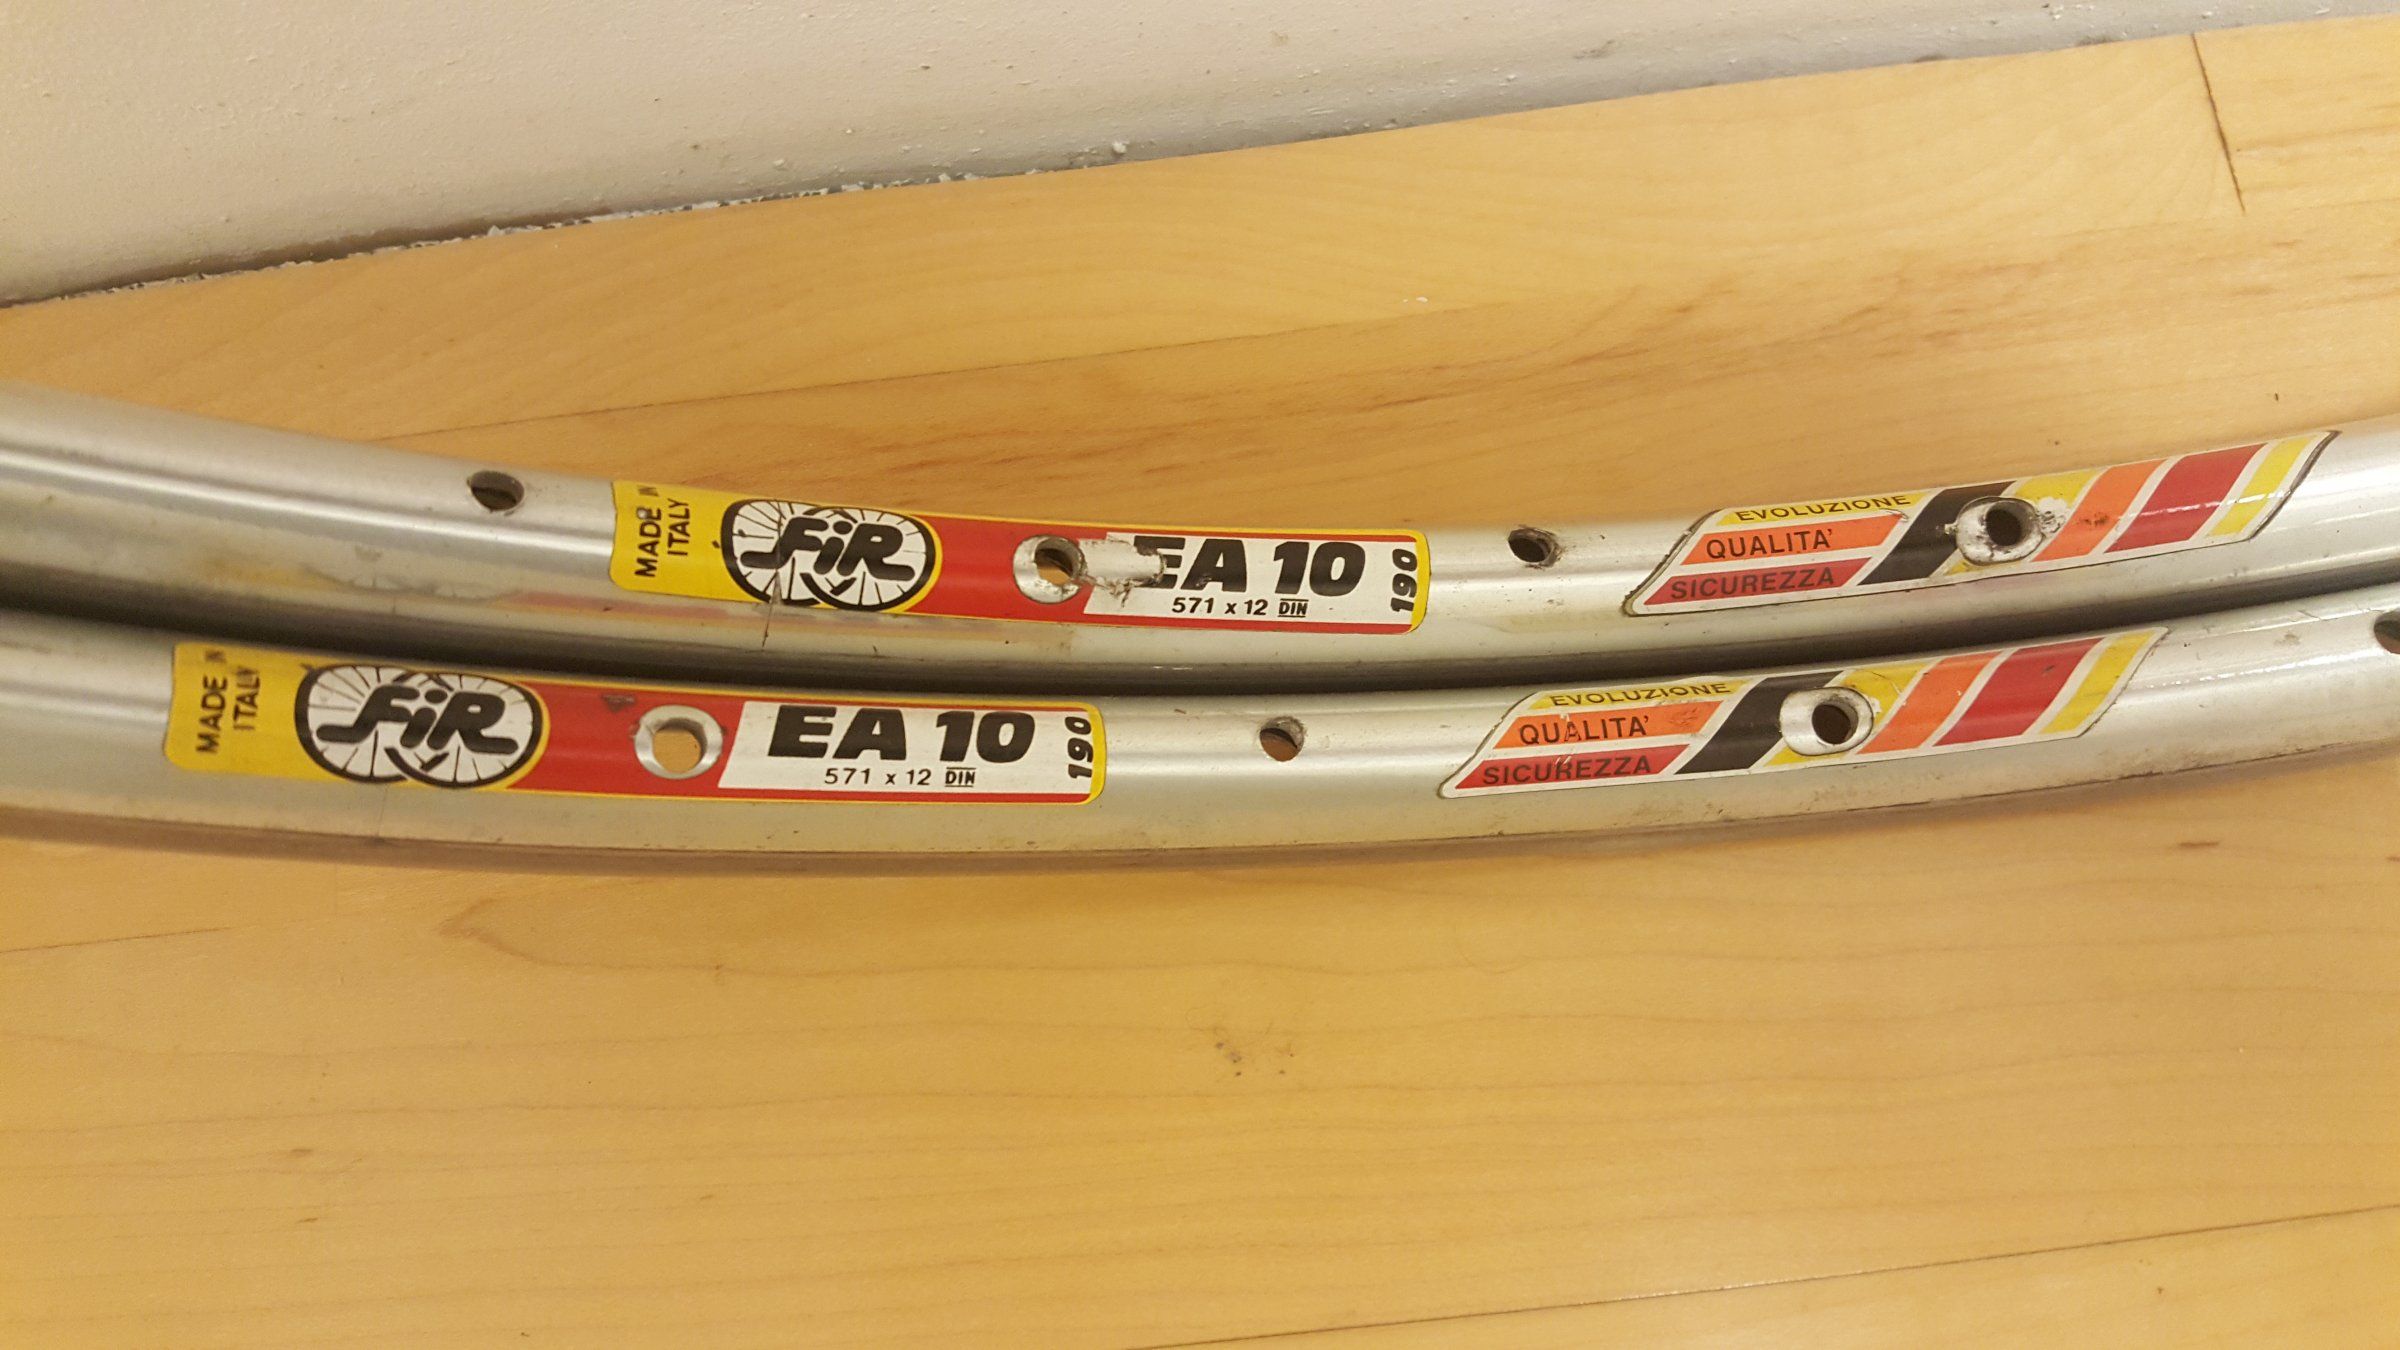 MADE IN
ITALY
FiR
EA 10
571 x 12 DIN
190
EVOLUZIONE
QUALITA'
SICUREZZA
MADE IN
ITALY
FiR
EA 10
571 x 12 DIN
190
EVOLUZIONE
QUALITA'
SICUREZZA